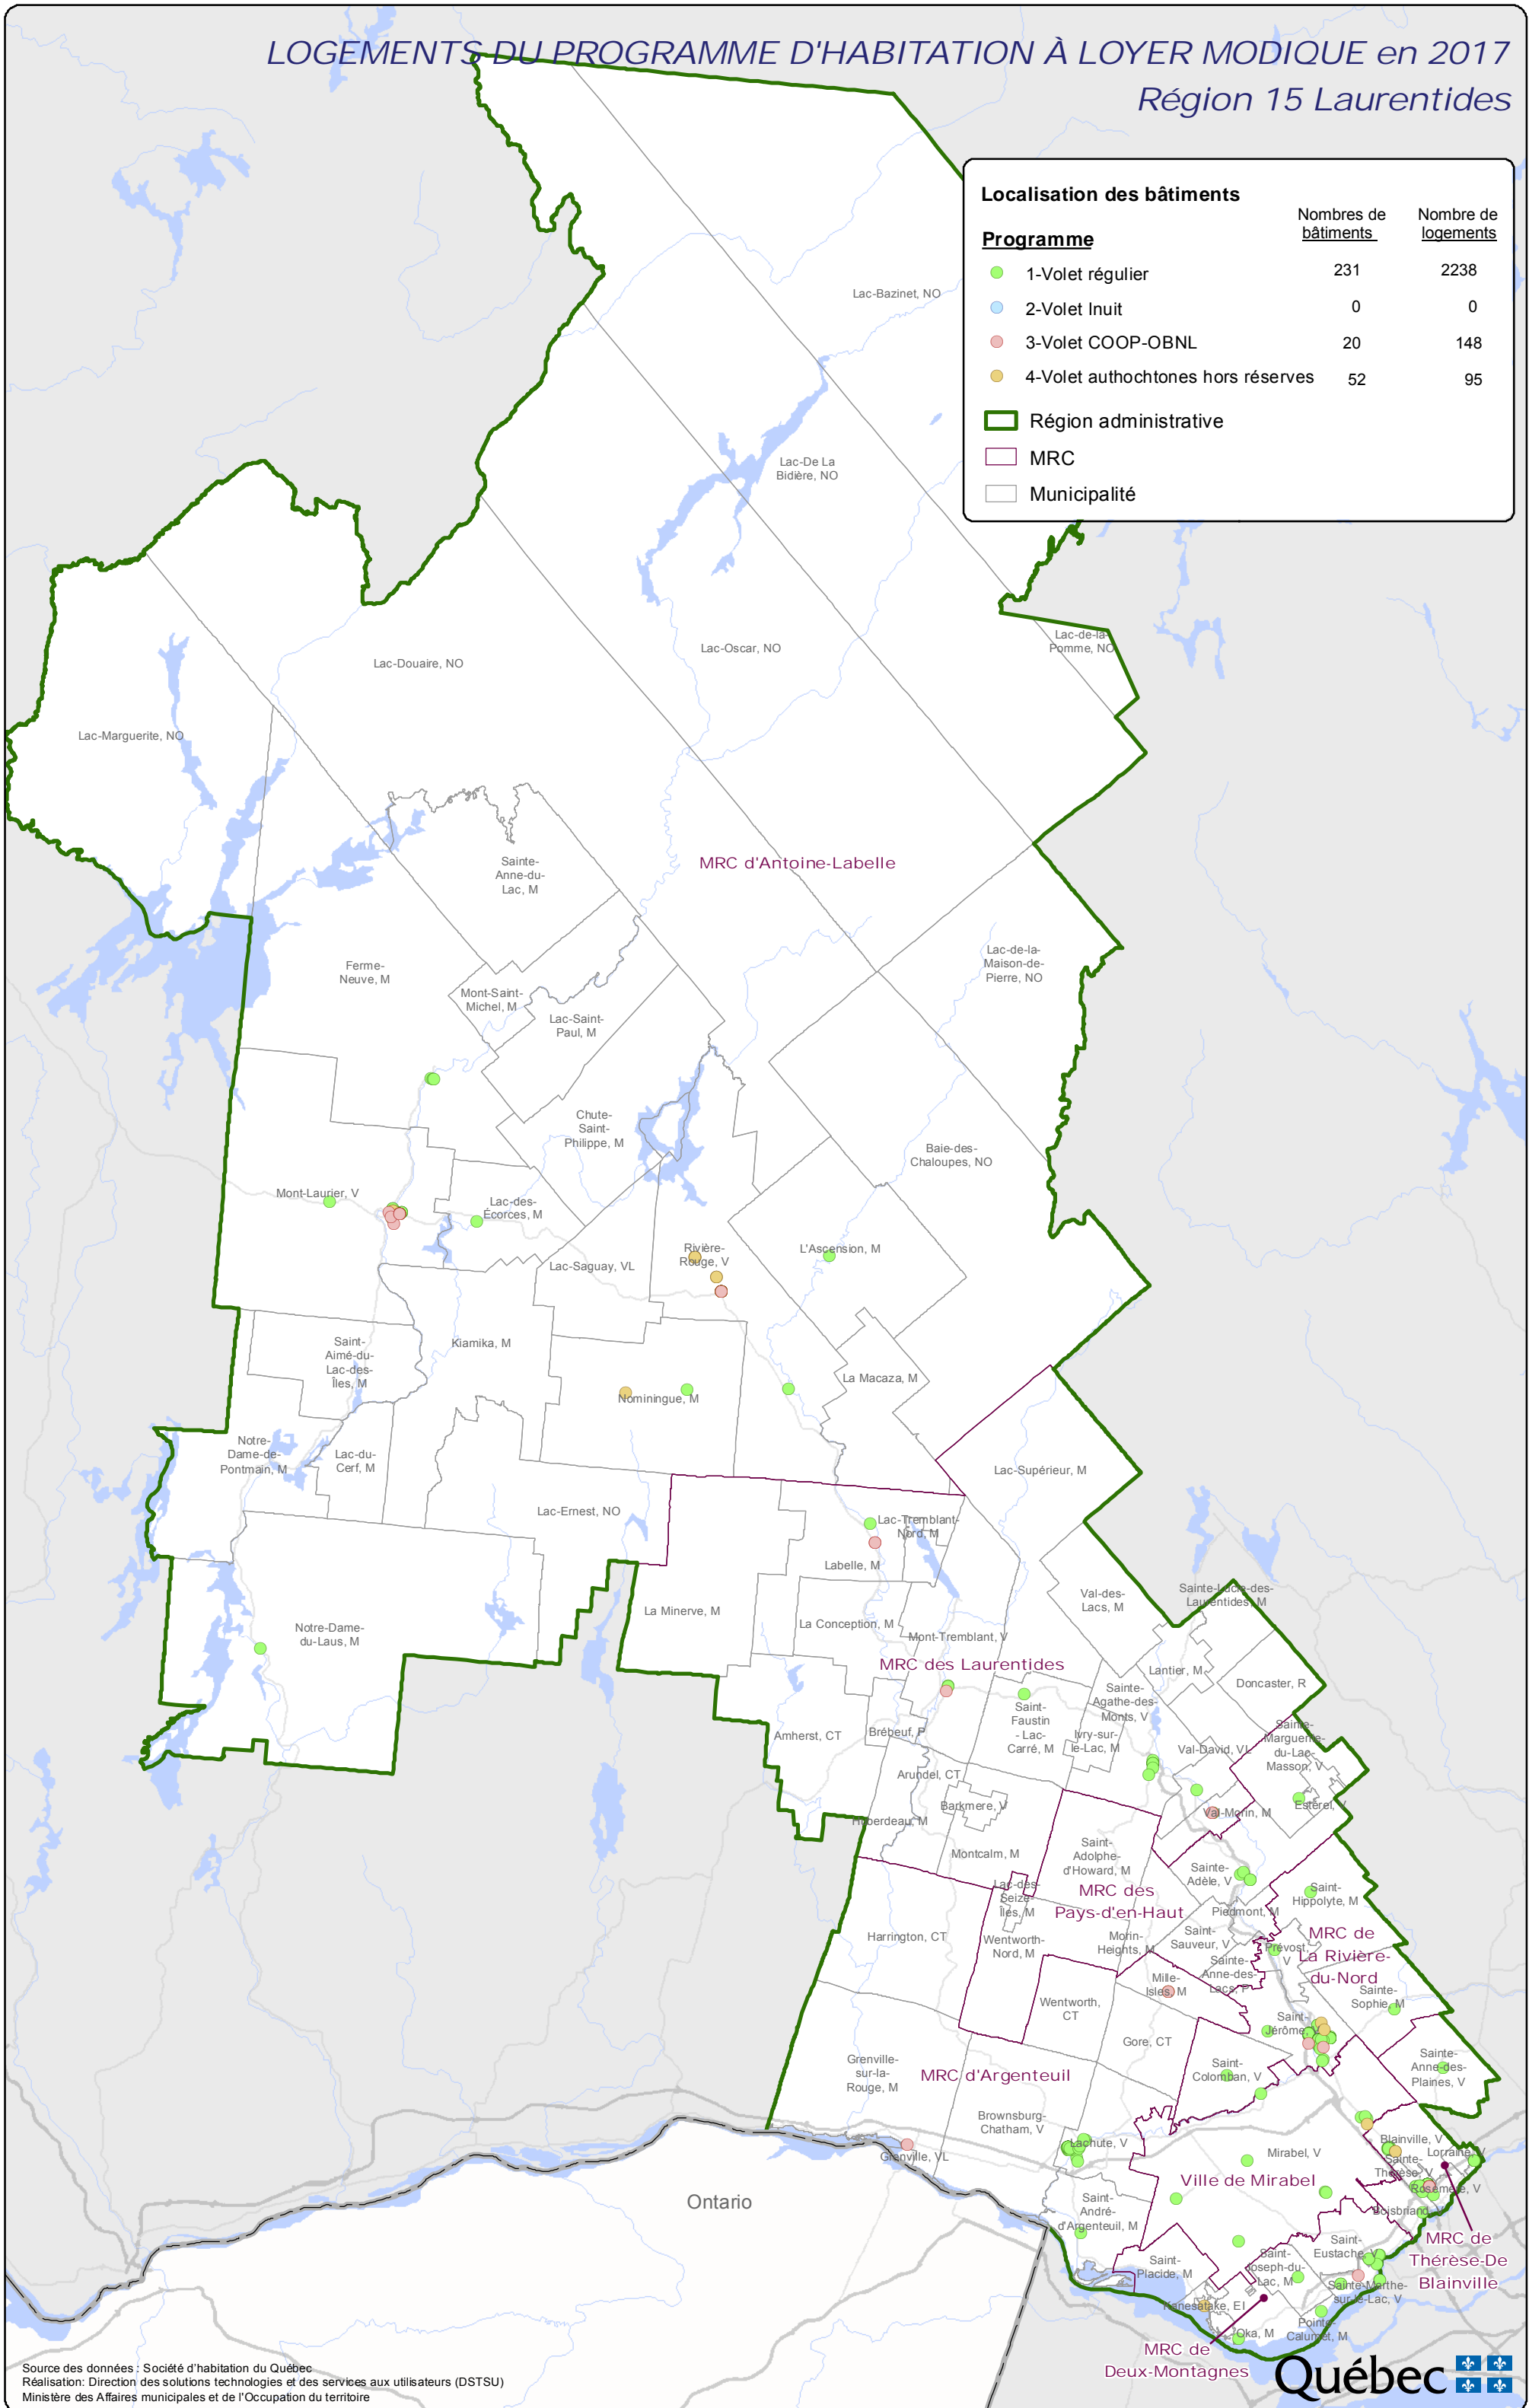 LOGEMENTS DU PROGRAMME D'HABITATION À LOYER MODIQUE en 2017
Région 15 Laurentides
Localisation des bâtiments
Programme
Nombres de
bâtiments
Nombre de
logements
1-Volet régulier 231 2238
2-Volet Inuit 0 0
3-Volet COOP-OBNL 20 148
4-Volet authochtones hors réserves 52 95
Région administrative
MRC
Municipalité
Lac-Bazinet, NO
Lac-De La
Bidière, NO
Lac-de-la-
Pomme, NO
Lac-Oscar, NO
Lac-Douaire, NO
Lac-Marguerite, NO
MRC d'Antoine-Labelle
Sainte-
Anne-du-
Lac, M
Ferme-
Neuve, M
Mont-Saint-
Michel, M
Lac-Saint-
Paul, M
Lac-de-la-
Maison-de-
Pierre, NO
Chute-
Saint-
Philippe, M
Baie-des-
Chaloupes, NO
Mont-Laurier, V
Lac-des-
Écorces, M
Rivière-
Rouge, V
L'Ascension, M
Lac-Saguay, VL
Saint-
Aimé-du-
Lac-des-
Îles, M
Kiamika, M
La Macaza, M
Nominingue, M
Notre-
Dame-de-
Pontmain, M
Lac-du-
Cerf, M
Lac-Supérieur, M
Lac-Ernest, NO
Lac-Tremblant-
Nord, M
Labelle, M
Notre-Dame-
du-Laus, M
La Minerve, M
La Conception, M
Val-des-
Lacs, M
Sainte-Lucie-des-
Laurentides, M
Mont-Tremblant, V
MRC des Laurentides
Lantier, M
Doncaster, R
Sainte-
Agathe-des-
Monts, V
Saint-
Faustin
- Lac-
Carré, M
Amherst, CT
Brébeuf, P
Ivry-sur-
le-Lac, M
Val-David, VL
Sainte-
Marguerite-
du-Lac-
Masson, V
Arundel, CT
Barkmere, V
Estérel, V
Val-Morin, M
Huberdeau, M
Montcalm, M
Saint-
Adolphe-
d'Howard, M
Sainte-
Adèle, V
Lac-des-
Seize-
Îles, M
MRC des
Pays-d'en-Haut
Saint-
Hippolyte, M
Piedmont, M
Harrington, CT
Wentworth-
Nord, M
Morin-
Heights, M
Saint-
Sauveur, V
Prévost,
V
MRC de
La Rivière-
du-Nord
Sainte-
Anne-des-
Lacs, P
Mille-
Isles, M
Wentworth,
CT
Sainte-
Sophie, M
Saint-
Jérôme, V
Gore, CT
Grenville-
sur-la-
Rouge, M
MRC d'Argenteuil
Saint-
Colomban, V
Sainte-
Anne-des-
Plaines, V
Brownsburg-
Chatham, V
Lachute, V
Grenville, VL
Mirabel, V
Ville de Mirabel
Blainville, V
Lorraine, V
Sainte-
Thérèse, V
Rosemère, V
Boisbriand, V
Ontario
Saint-
André-
d'Argenteuil, M
Saint-
Placide, M
Saint-
Joseph-du-
Lac, M
Saint-
Eustache, V
Sainte-Marthe-
sur-le-Lac, V
MRC de
Thérèse-De
Blainville
Kanesatake, EI
Oka, M
Pointe-
Calumet, M
MRC de
Deux-Montagnes
Source des données : Société d'habitation du Québec
Réalisation: Direction des solutions technologies et des services aux utilisateurs (DSTSU)
Ministère des Affaires municipales et de l'Occupation du territoire
Québec